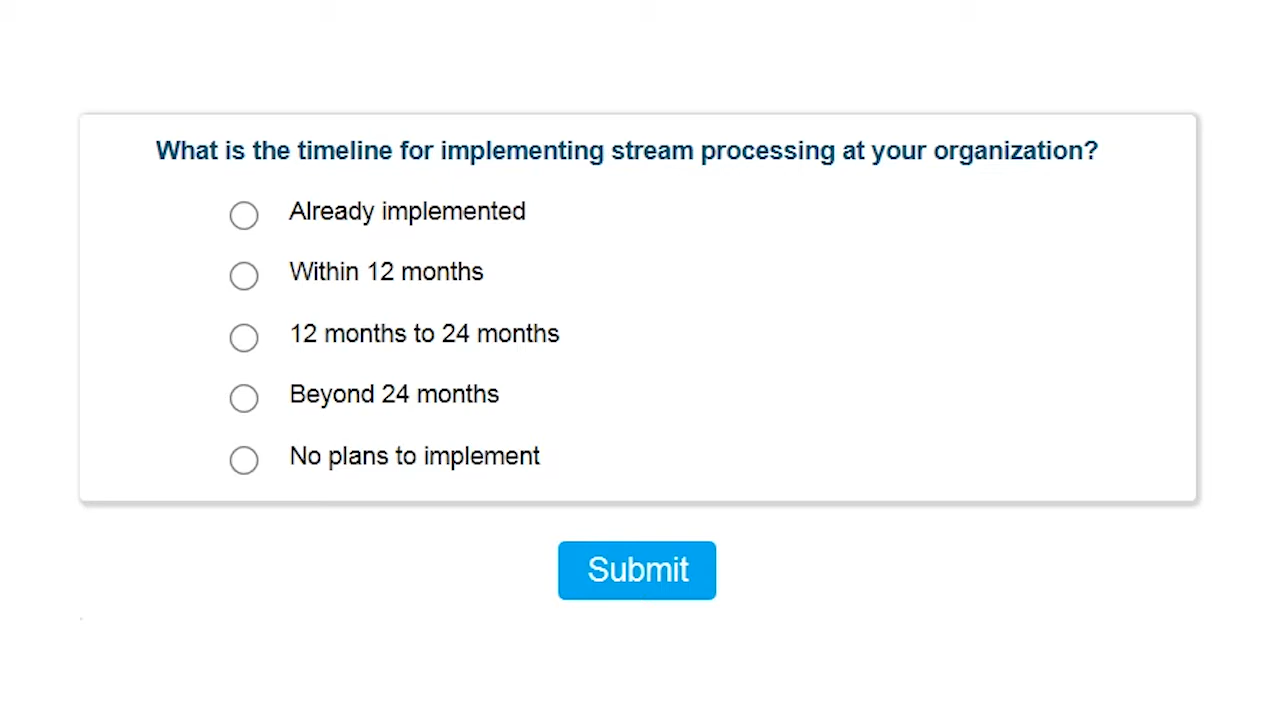 What is the timeline for implementing stream processing at your organization?
Already implemented
Within 12 months
12 months to 24 months
Beyond 24 months
No plans to implement
Submit